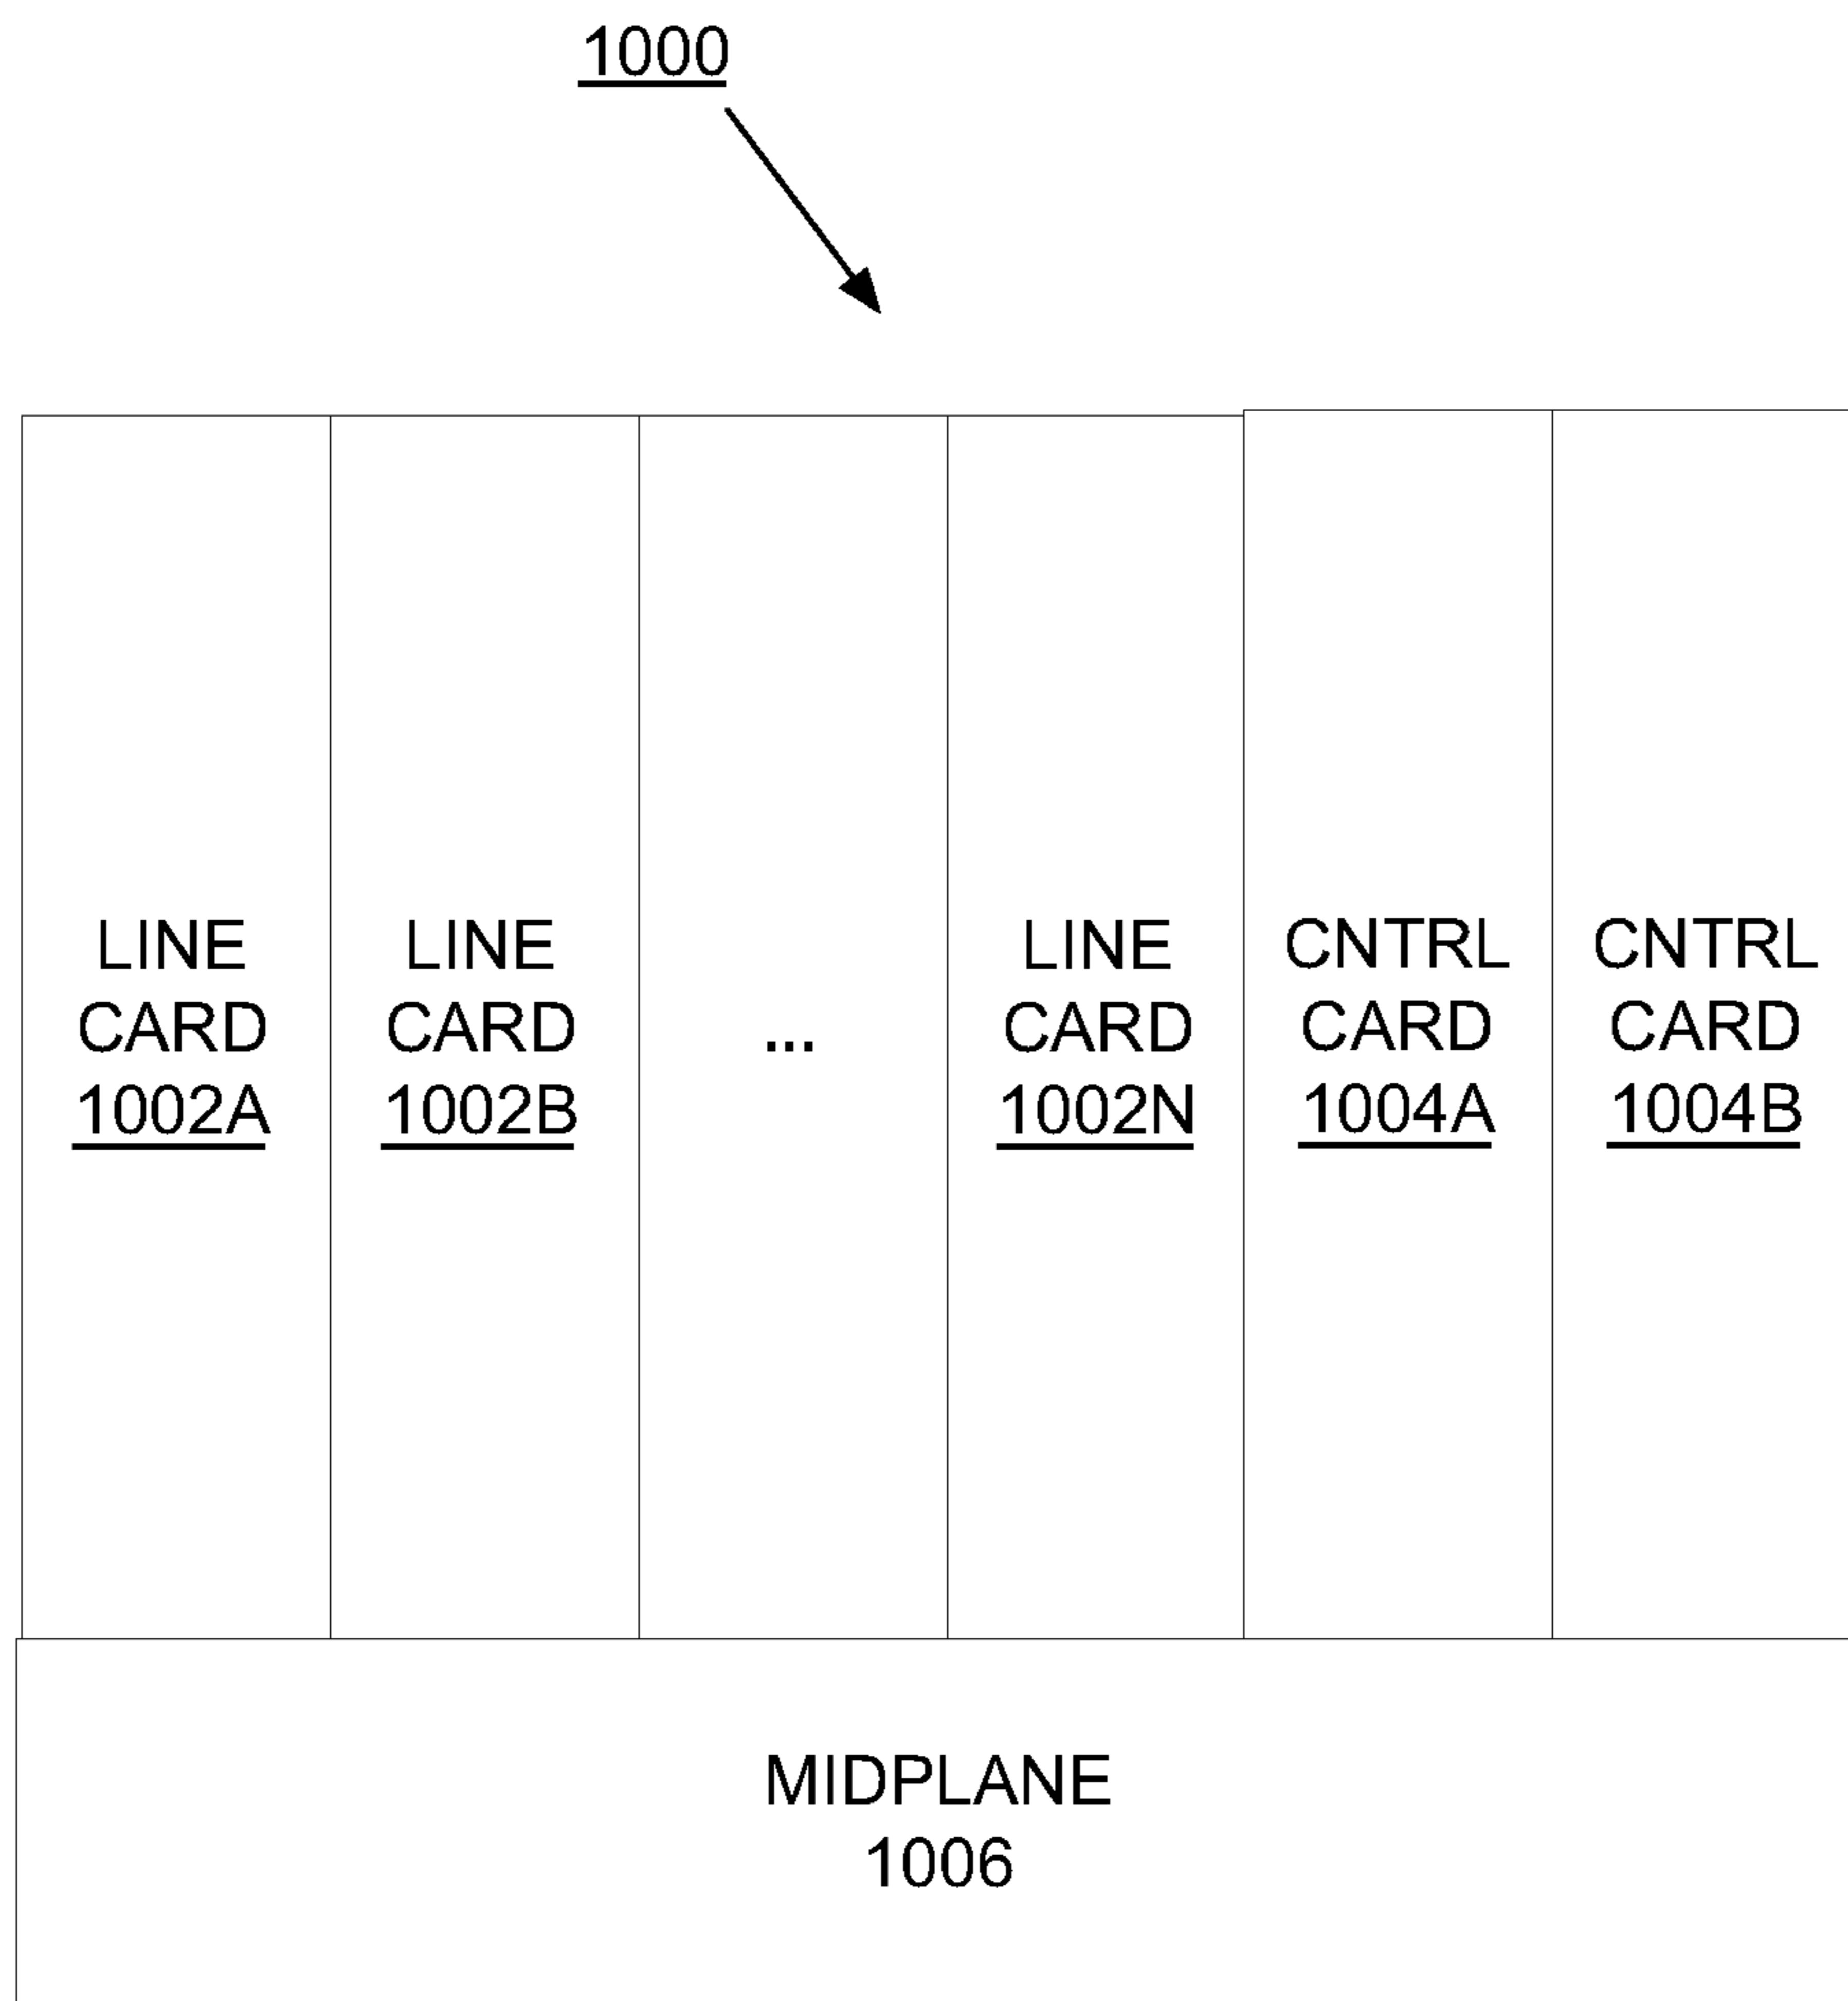 1000
LINE
CARD
1002A
LINE
CARD
1002B
...
LINE
CARD
1002N
CNTRL
CARD
1004A
CNTRL
CARD
1004B
MIDPLANE
1006